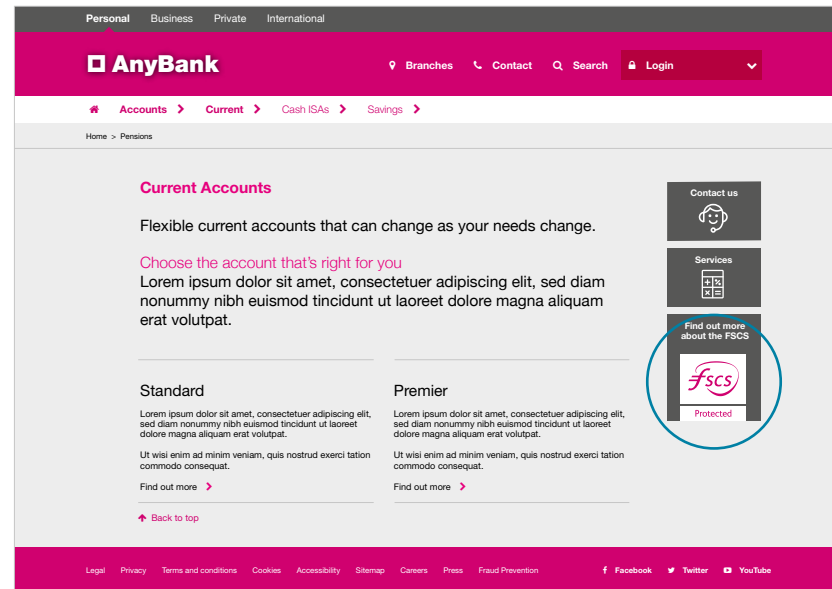 Personal Business Private International
AnyBank
Branches Contact Search Login
Accounts Current Cash ISAs Savings
Home > Pensions
Current Accounts
Flexible current accounts that can change as your needs change.
Choose the account that's right for you
Lorem ipsum dolor sit amet, consectetuer adipiscing elit, sed diam
nonummy nibh euismod tincidunt ut laoreet dolore magna aliquam
erat volutpat.
Contact us
Services
Find out more
about the FSCS
fscs
Protected
Standard
Lorem ipsum dolor sit amet, consectetuer adipiscing elit,
sed diam nonummy nibh euismod tincidunt ut laoreet
dolore magna aliquam erat volutpat.
Ut wisi enim ad minim veniam, quis nostrud exerci tation
commodo consequat.
Find out more
Premier
Lorem ipsum dolor sit amet, consectetuer adipiscing elit,
sed diam nonummy nibh euismod tincidunt ut laoreet
dolore magna aliquam erat volutpat.
Ut wisi enim ad minim veniam, quis nostrud exerci tation
commodo consequat.
Find out more
Back to top
Legal Privacy Terms and conditions Cookies Accessibility Sitemap Careers Press Fraud Prevention Facebook Twitter YouTube